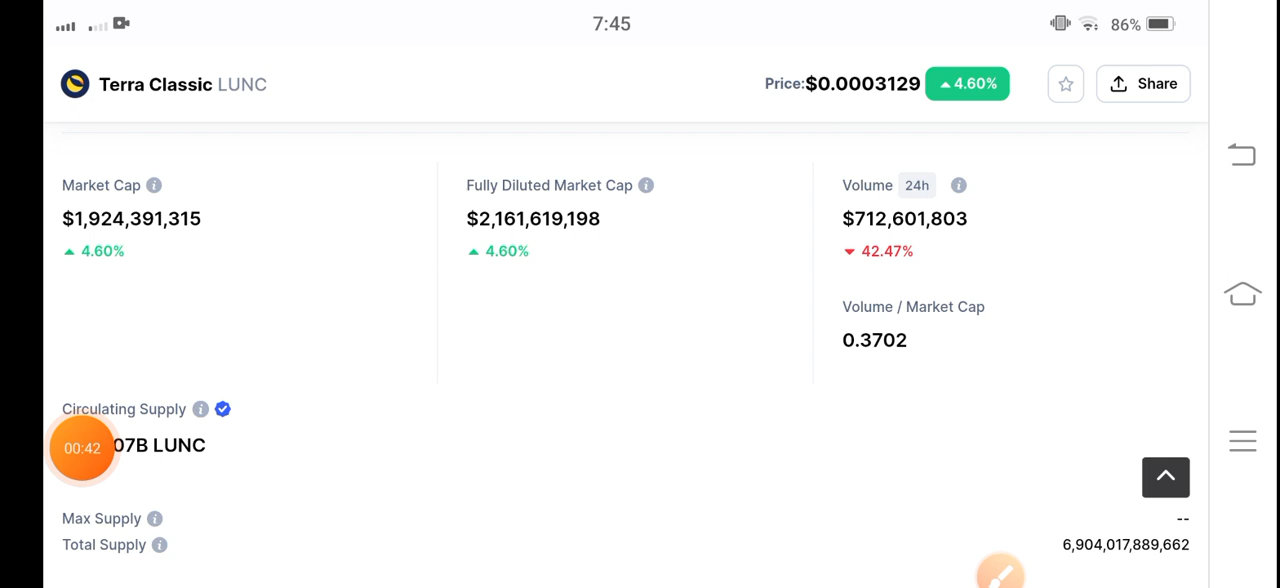 7:45
86%
Terra Classic LUNC
Price:$0.0003129 4.60%
Share
Market Cap
$1,924,391,315
4.60%
Fully Diluted Market Cap
$2,161,619,198
4.60%
Volume 24h
$712,601,803
42.47%
Volume / Market Cap
0.3702
Circulating Supply
00:42
07B LUNC
Max Supply
--
Total Supply
6,904,017,889,662